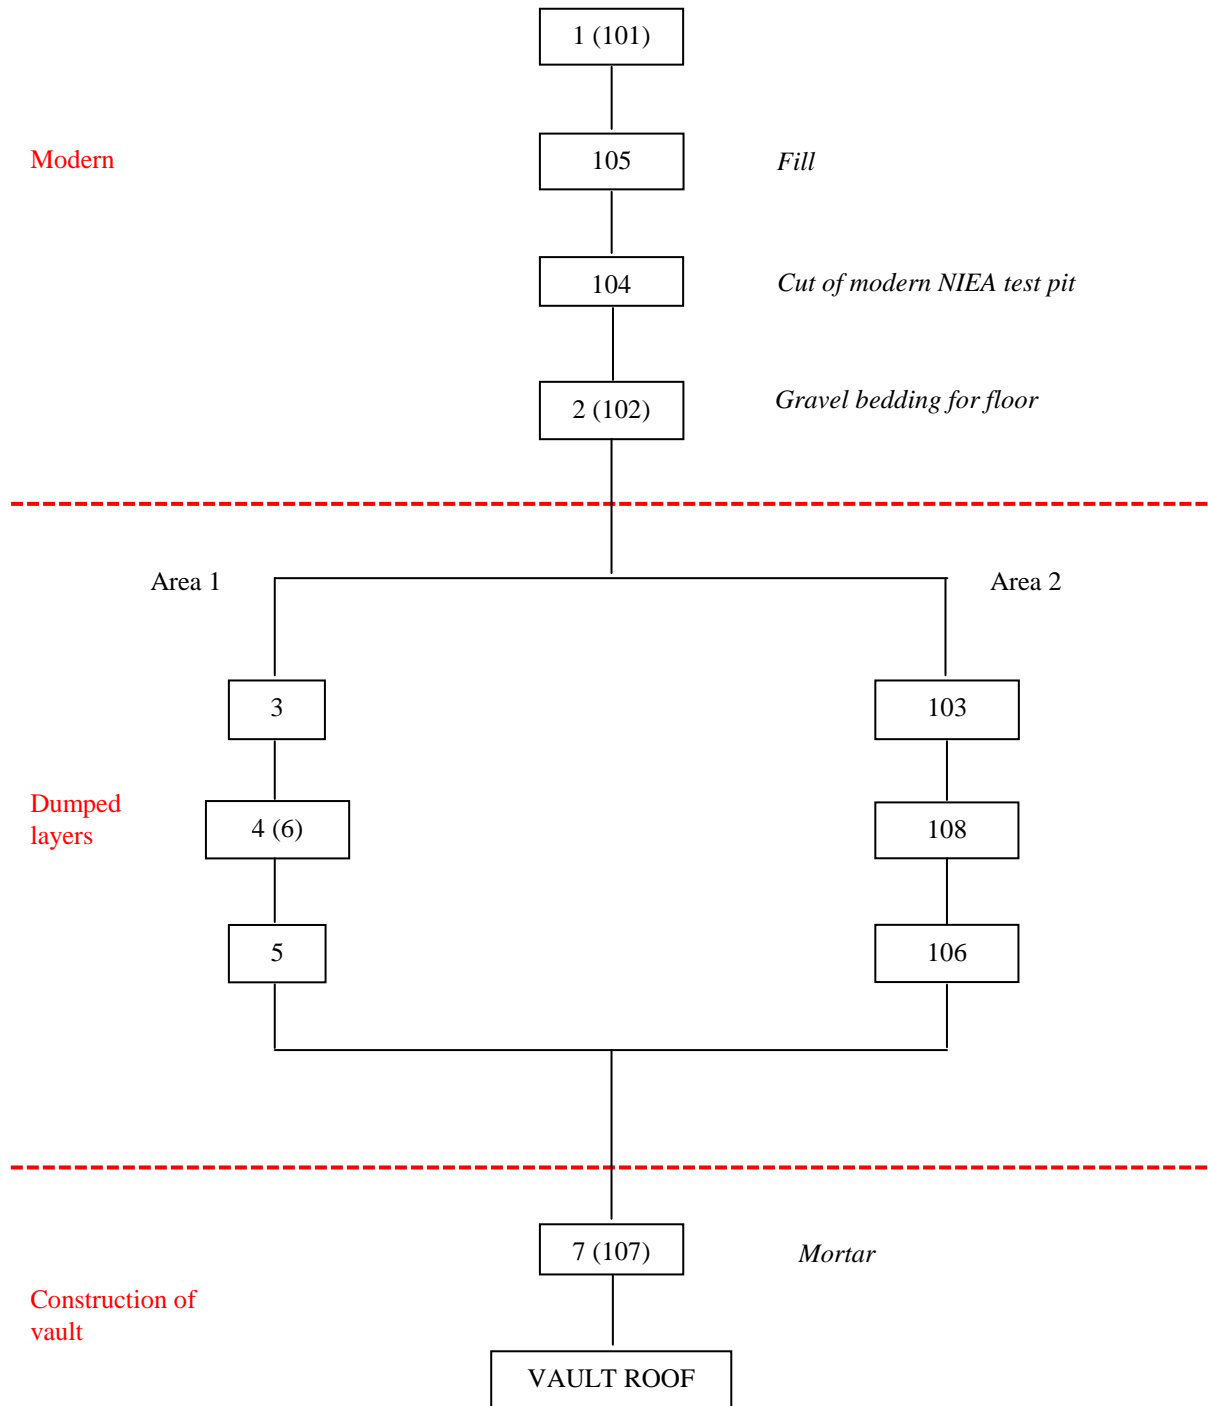 1 (101)
Modern
105
Fill
104
Cut of modern NIEA test pit
2 (102)
Gravel bedding for floor
Area 1
Area 2
3
103
Dumped
layers
4 (6)
108
5
106
7 (107)
Mortar
Construction of
vault
VAULT ROOF